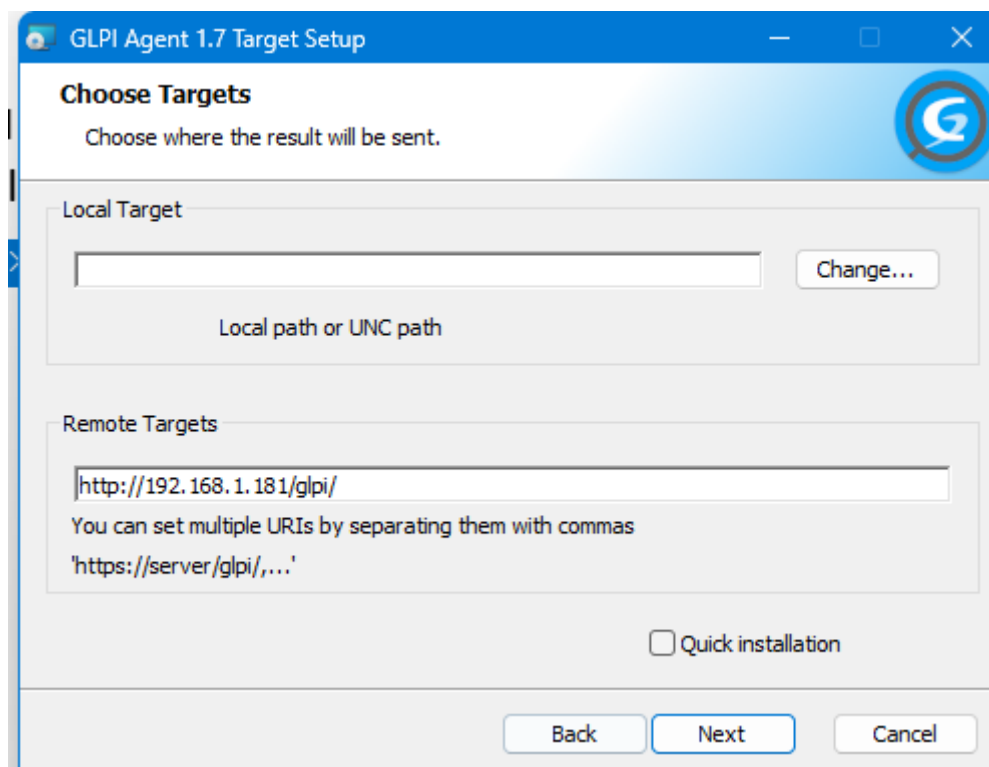 GLPI Agent 1.7 Target Setup
Choose Targets
Choose where the result will be sent.
Local Target
Change...
Local path or UNC path
Remote Targets
http://192.168.1.181/glpi/
You can set multiple URIs by separating them with commas
'https://server/glpi/,...'
Quick installation
Back Next Cancel